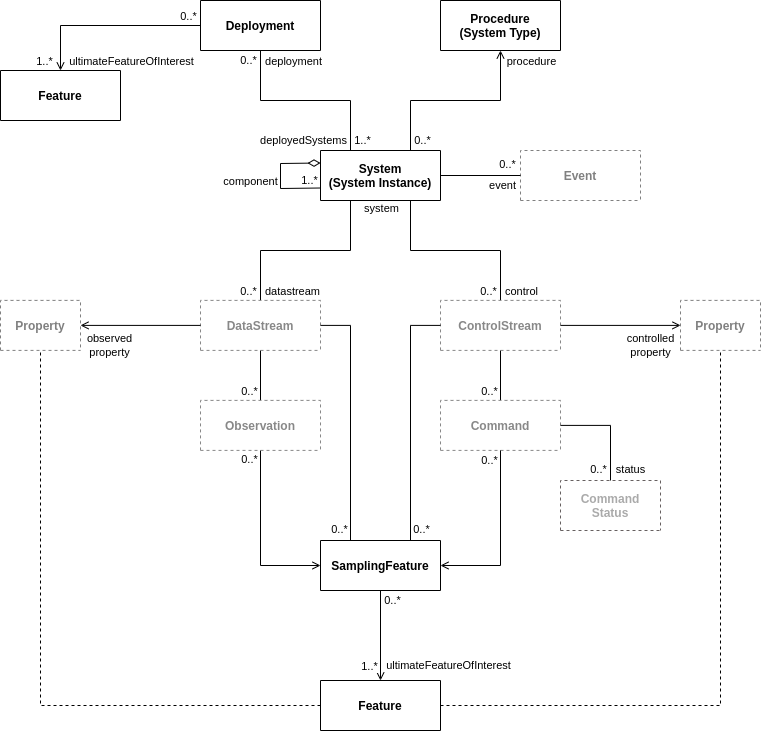 0..*
Deployment
Procedure
(System Type)
1..*
ultimateFeatureOfInterest
0..*
deployment
procedure
Feature
deployedSystems
1..*
0..*
System
(System Instance)
component
1..*
0..*
event
Event
system
0..*
datastream
0..*
control
Property
DataStream
ControlStream
Property
observed
property
controlled
property
0..*
0..*
Observation
Command
0..*
0..*
0..*
status
Command
Status
0..*
0..*
SamplingFeature
0..*
1..*
ultimateFeatureOfInterest
Feature